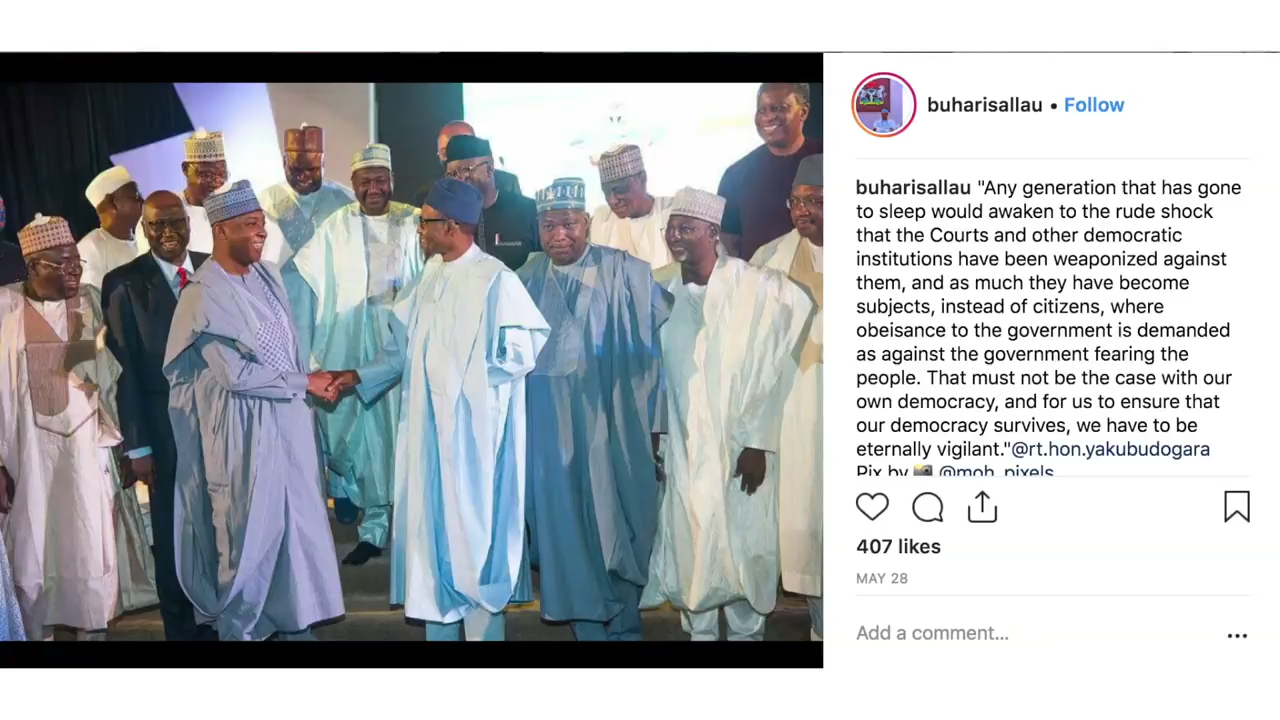 buharisallau • Follow
buharisallau "Any generation that has gone
to sleep would awaken to the rude shock
that the Courts and other democratic
institutions have been weaponized against
them, and as much they have become
subjects, instead of citizens, where
obeisance to the government is demanded
as against the government fearing the
people. That must not be the case with our
own democracy, and for us to ensure that
our democracy survives, we have to be
eternally vigilant."@rt.hon.yakubudogara
Pix by 📸 @moh_pixels
407 likes
MAY 28
Add a comment...